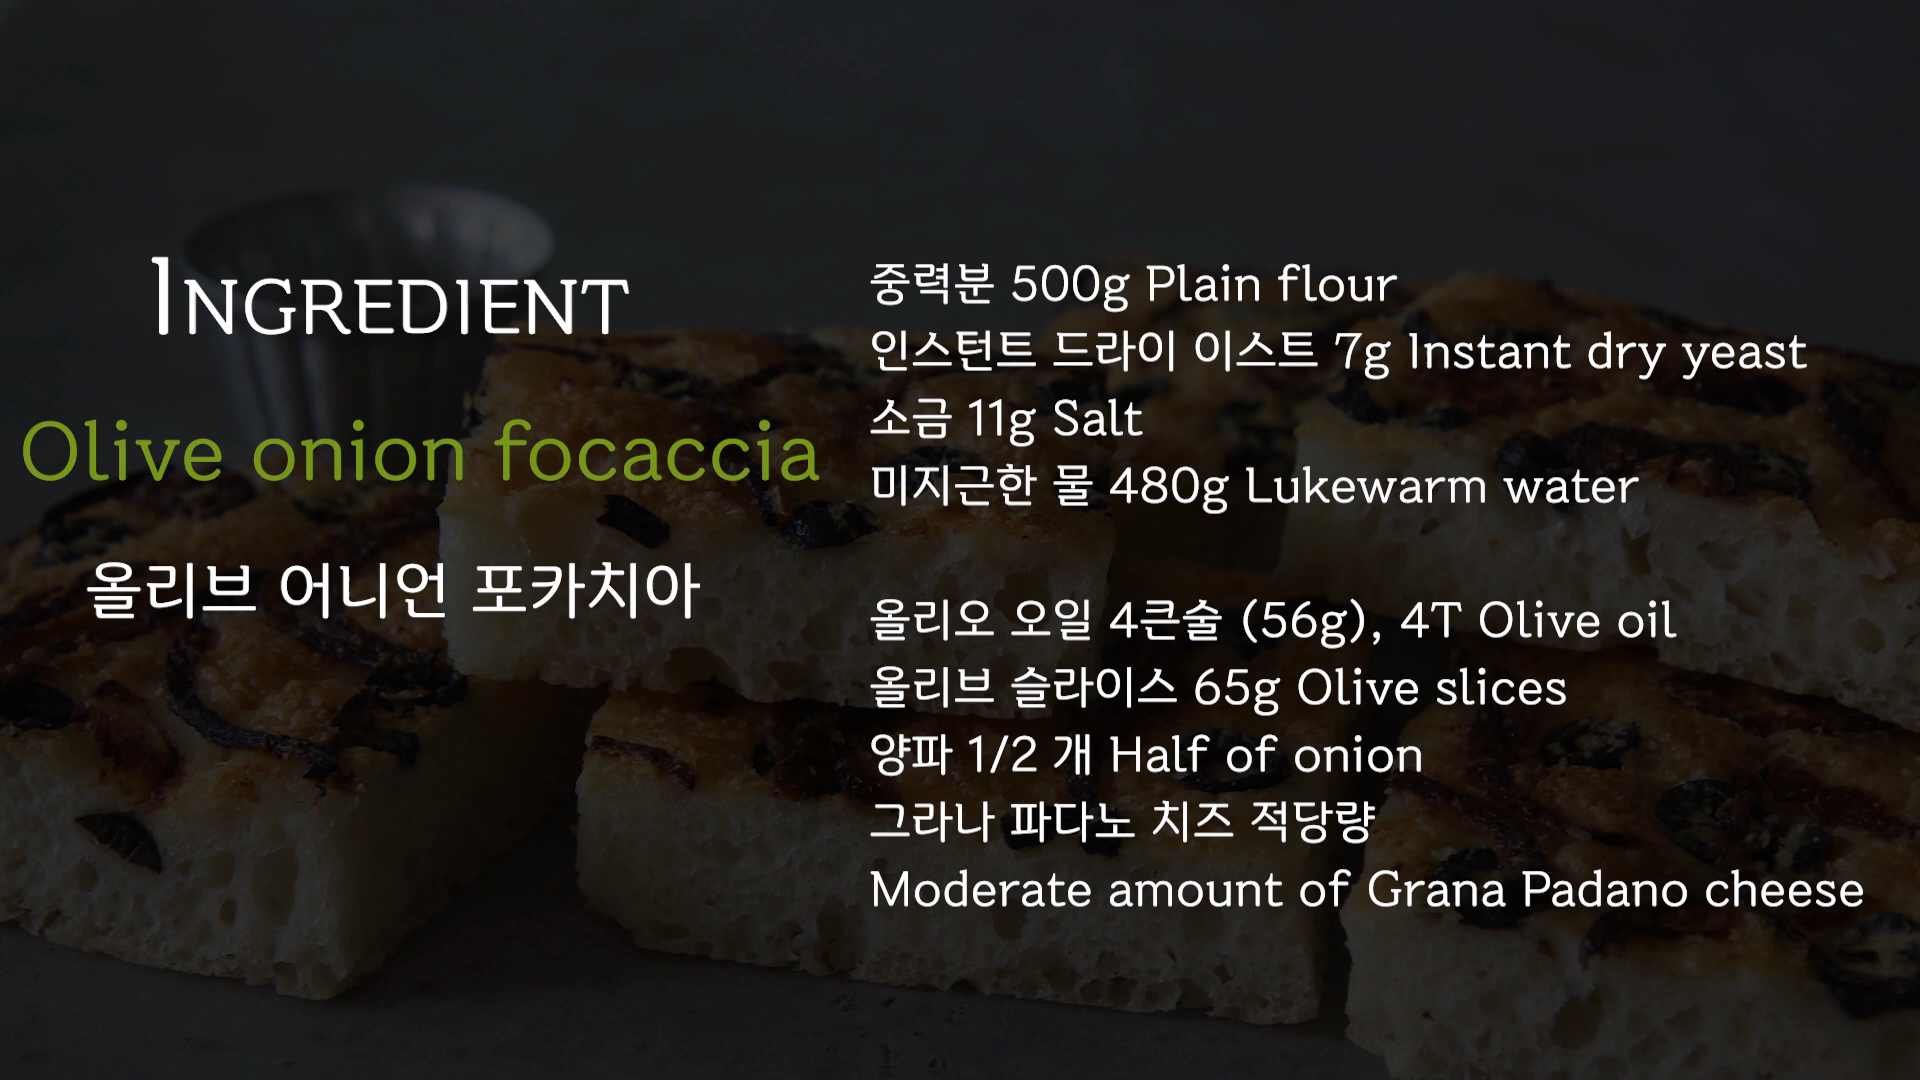 INGREDIENT
Olive onion focaccia
올리브 어니언 포카치아
중력분 500g Plain flour
인스턴트 드라이 이스트 7g Instant dry yeast
소금 11g Salt
미지근한 물 480g Lukewarm water
올리오 오일 4큰술 (56g), 4T Olive oil
올리브 슬라이스 65g Olive slices
양파 1/2 개 Half of onion
그라나 파다노 치즈 적당량
Moderate amount of Grana Padano cheese